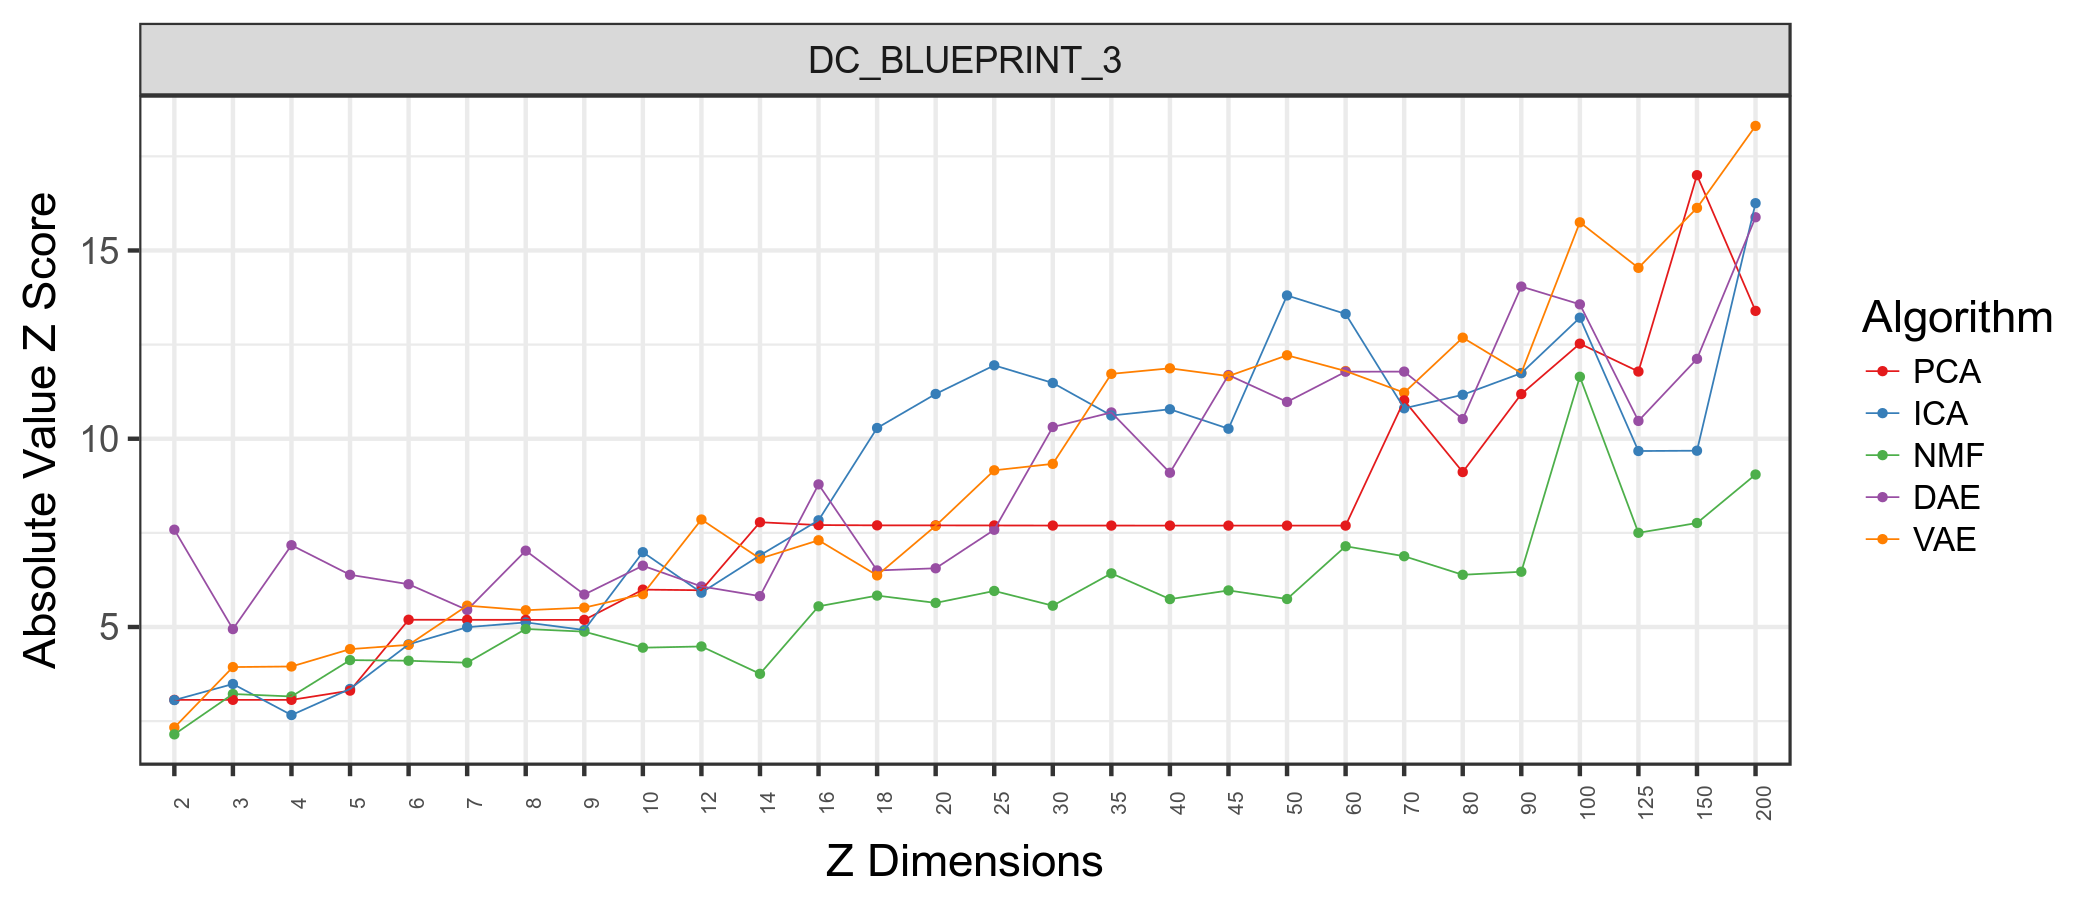 DC_BLUEPRINT_3
Absolute Value Z Score
15
10
5
2 3 4 5 6 7 8 9 10 12 14 16 18 20 25 30 35 40 45 50 60 70 80 90 100 125 150 200
Z Dimensions
Algorithm
PCA
ICA
NMF
DAE
VAE